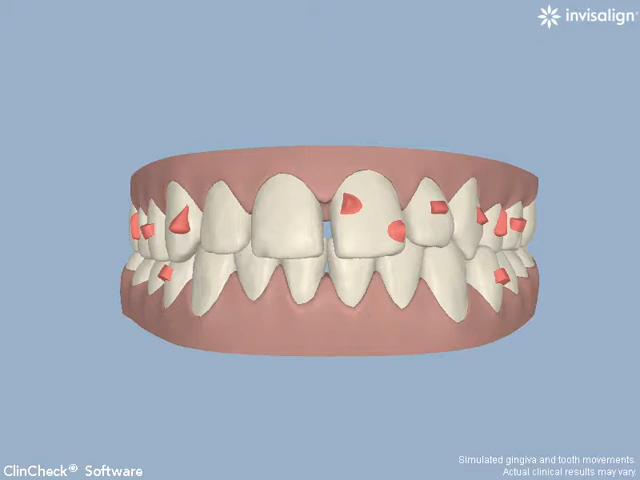 invisalign
Simulated gingiva and tooth movements.
Actual clinical results may vary.
ClinCheck® Software